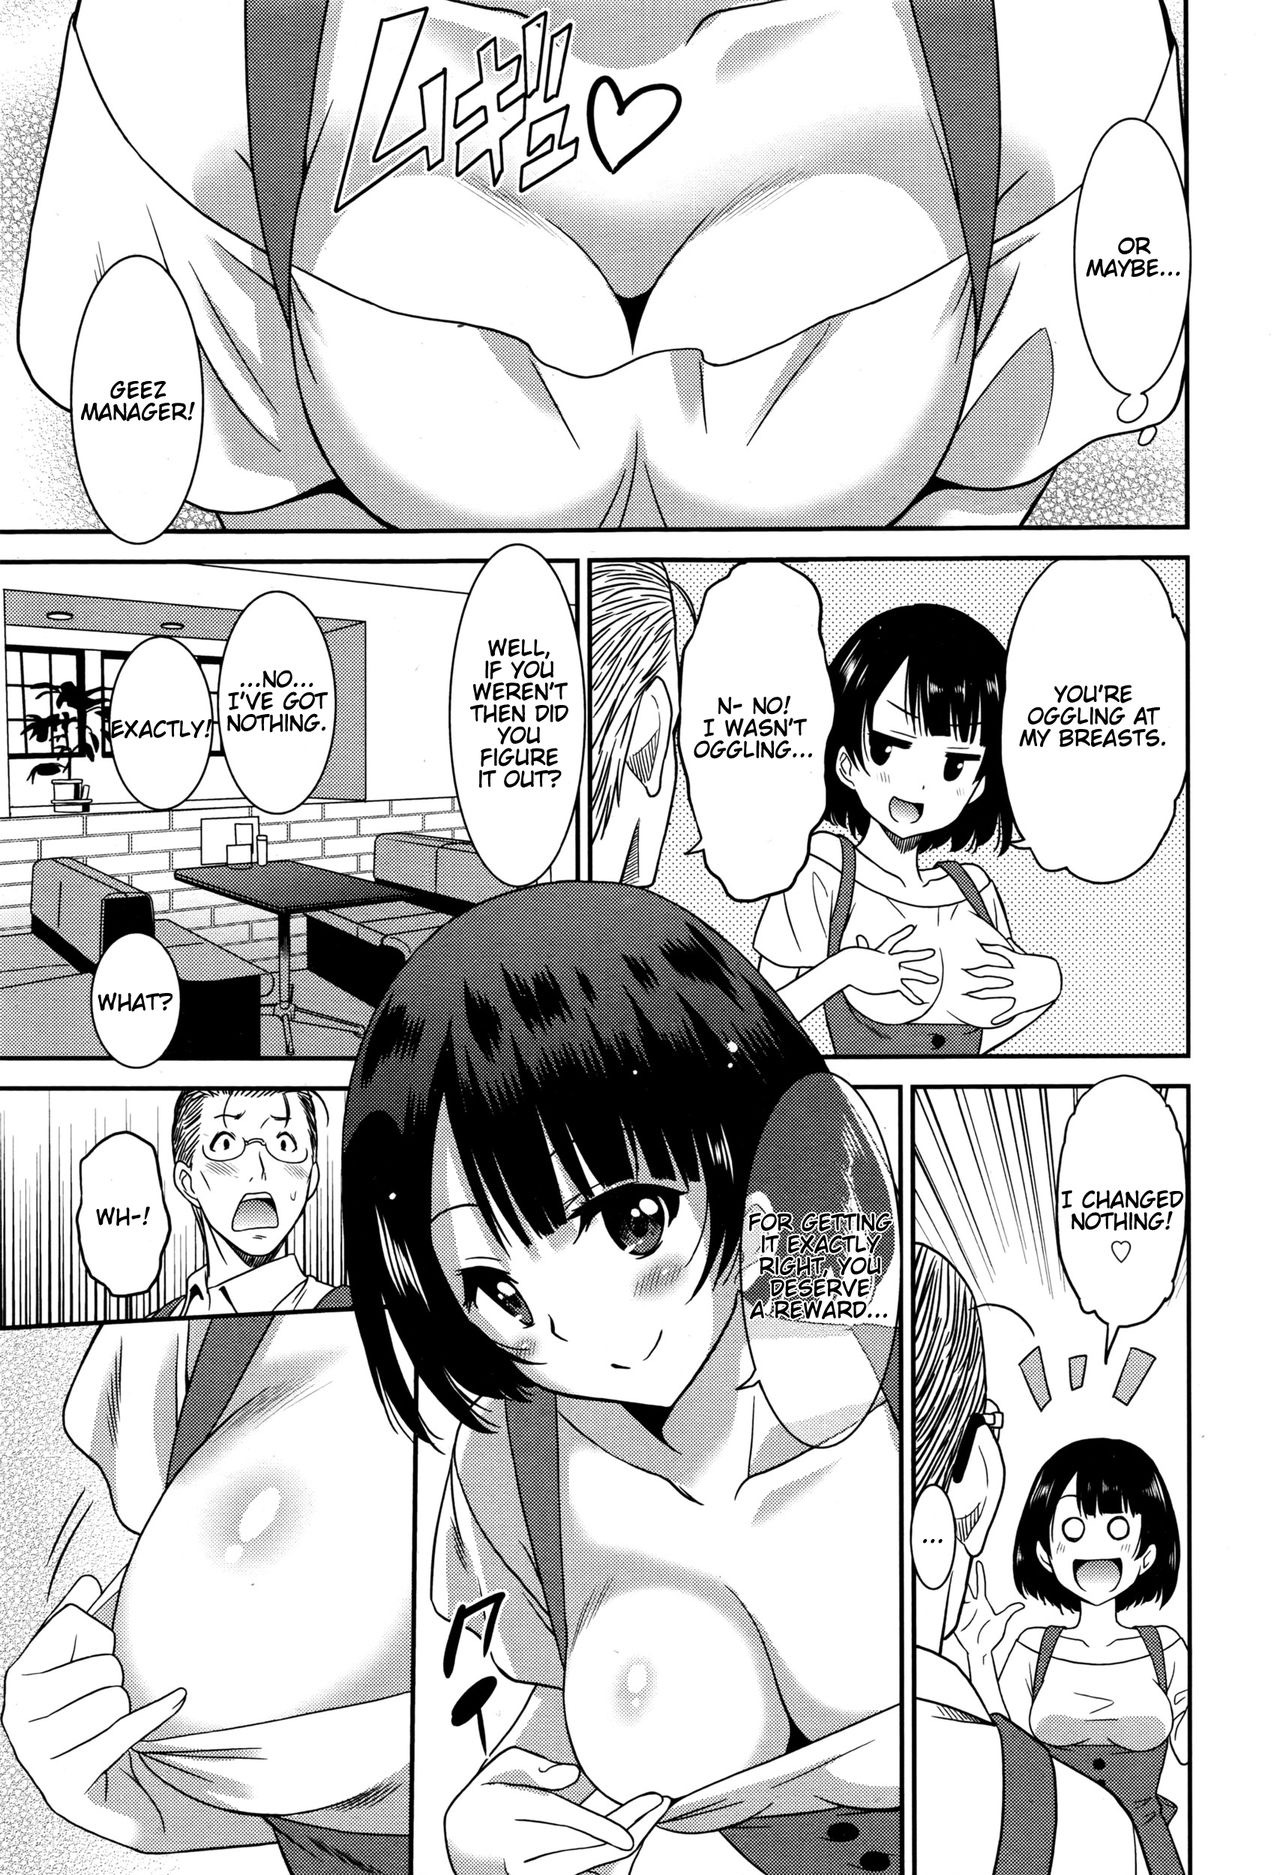 ムギュ
OR
MAYBE...
GEEZ
MANAGER!
YOU'RE
OGGLING AT
MY BREASTS.
N- NO!
I WASN'T
OGGLING...
WELL,
IF YOU
WEREN'T
THEN DID
YOU
FIGURE
IT OUT?
...NO...
I'VE GOT
NOTHING.
EXACTLY!
WHAT?
I CHANGED
NOTHING!
♡
...
FOR GETTING
IT EXACTLY
RIGHT, YOU
DESERVE
A REWARD...
WH-!
クイ